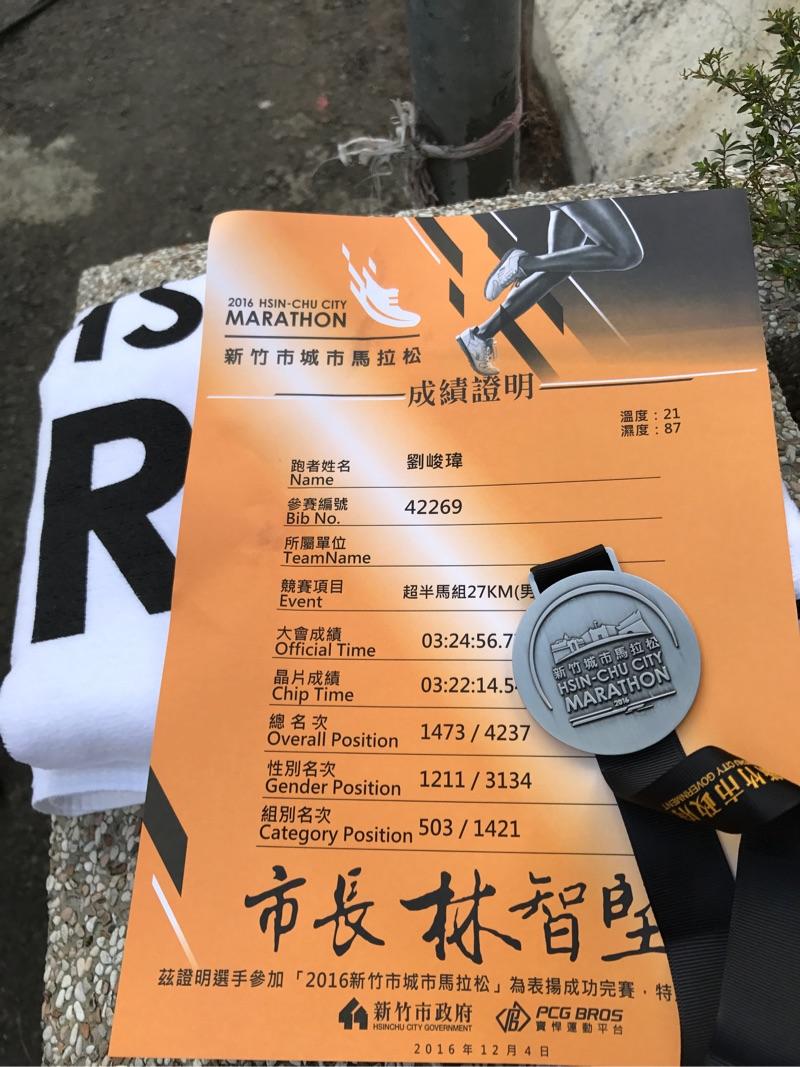 IS
R
2016 HSIN-CHU CITY
MARATHON
新竹市城市馬拉松
成績證明
溫度：21
濕度：87
跑者姓名 劉峻瑋
Name
參賽編號 42269
Bib No.
所屬單位
TeamName
競賽項目 超半馬組27KM(男
Event
大會成績 03:24:56.7
Official Time
晶片成績 03:22:14.5
Chip Time
總名次 1473 / 4237
Overall Position
性別名次 1211 / 3134
Gender Position
組別名次 503 / 1421
Category Position
市長 林智堅
茲證明選手參加「2016新竹市城市馬拉松」為表揚成功完賽，特
新竹市政府
HSINCHU CITY GOVERNMENT
PCG BROS
寶悍運動平台
2016年12月4日
新竹城市馬拉松
HSIN-CHU CITY
MARATHON
2016
竹市政府
CITY GOVERNMENT